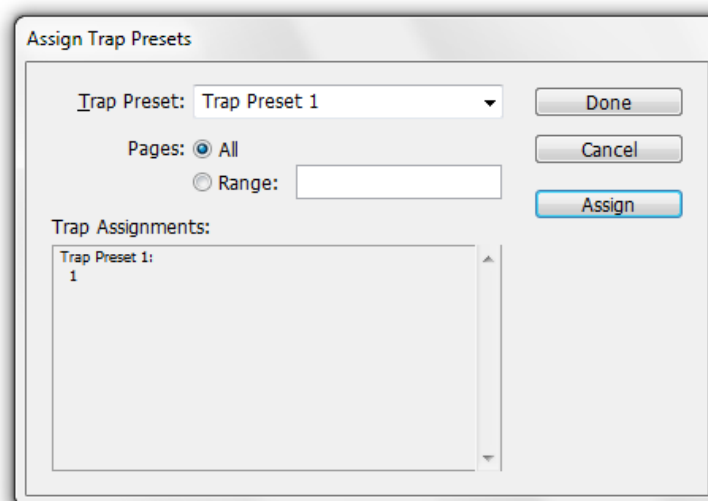 Assign Trap Presets
Trap Preset: Trap Preset 1
Done
Pages: All
Cancel
Range:
Assign
Trap Assignments:
Trap Preset 1:
1